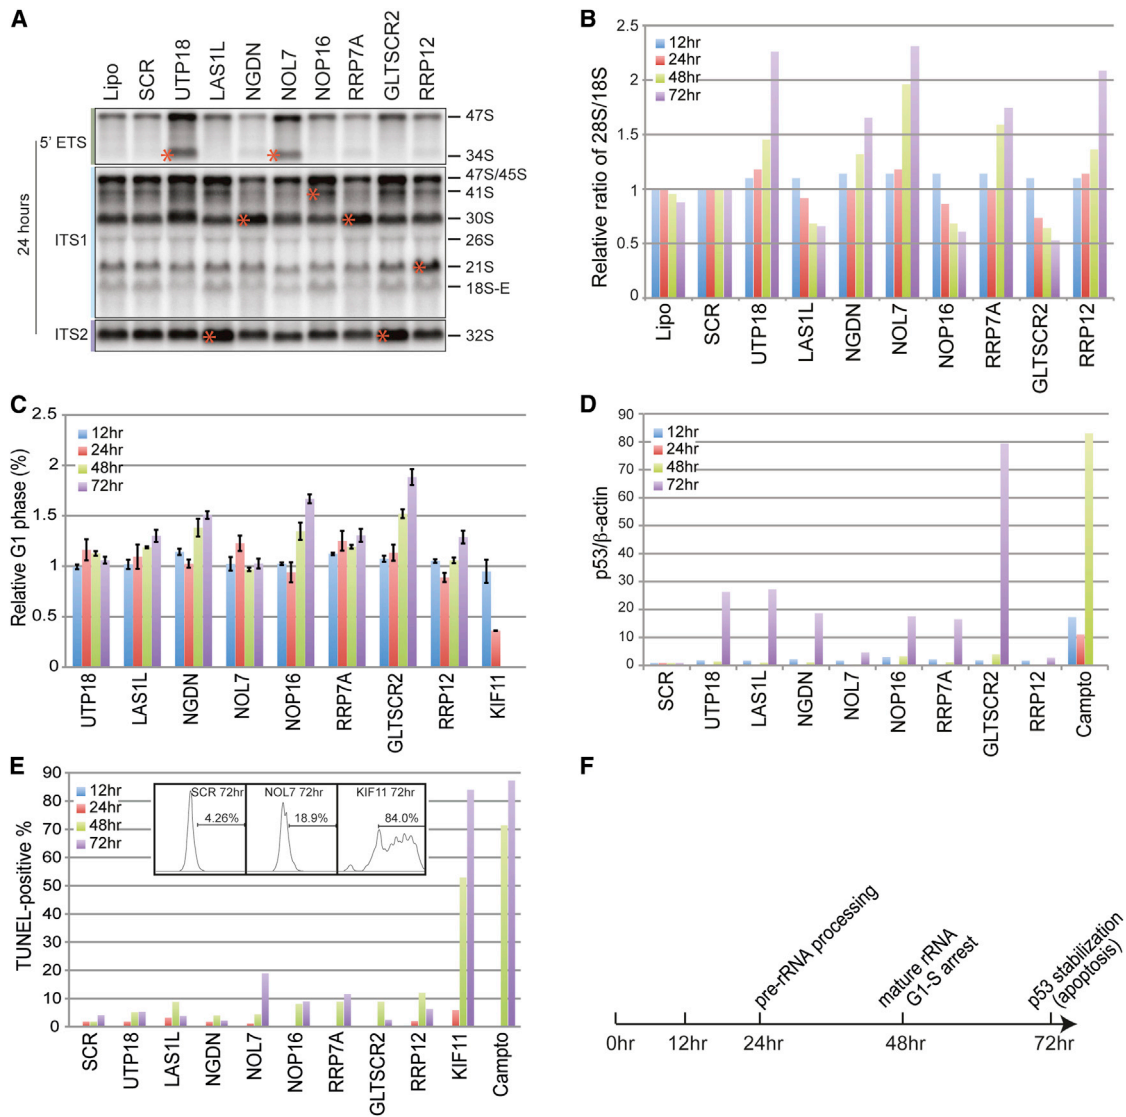 A
Lipo SCR UTP18 LAS1L NGDN NOL7 NOP16 RRP7A GLTSCR2 RRP12
24 hours
5' ETS
47S
34S
ITS1
47S/45S
41S
30S
26S
21S
18S-E
ITS2
32S
B
Relative ratio of 28S/18S
2.5
2
1.5
1
0.5
0
12hr
24hr
48hr
72hr
Lipo SCR UTP18 LAS1L NGDN NOL7 NOP16 RRP7A GLTSCR2 RRP12
C
Relative G1 phase (%)
2.5
2
1.5
1
0.5
0
12hr
24hr
48hr
72hr
UTP18 LAS1L NGDN NOL7 NOP16 RRP7A GLTSCR2 RRP12 KIF11
D
p53/β-actin
90
80
70
60
50
40
30
20
10
0
12hr
24hr
48hr
72hr
SCR UTP18 LAS1L NGDN NOL7 NOP16 RRP7A GLTSCR2 RRP12 Campto
E
TUNEL-positive %
90
80
70
60
50
40
30
20
10
0
12hr
24hr
48hr
72hr
SCR 72hr
4.26%
NOL7 72hr
18.9%
KIF11 72hr
84.0%
SCR UTP18 LAS1L NGDN NOL7 NOP16 RRP7A GLTSCR2 RRP12 KIF11 Campto
F
pre-rRNA processing
mature rRNA
G1-S arrest
p53 stabilization
(apoptosis)
0hr 12hr 24hr 48hr 72hr